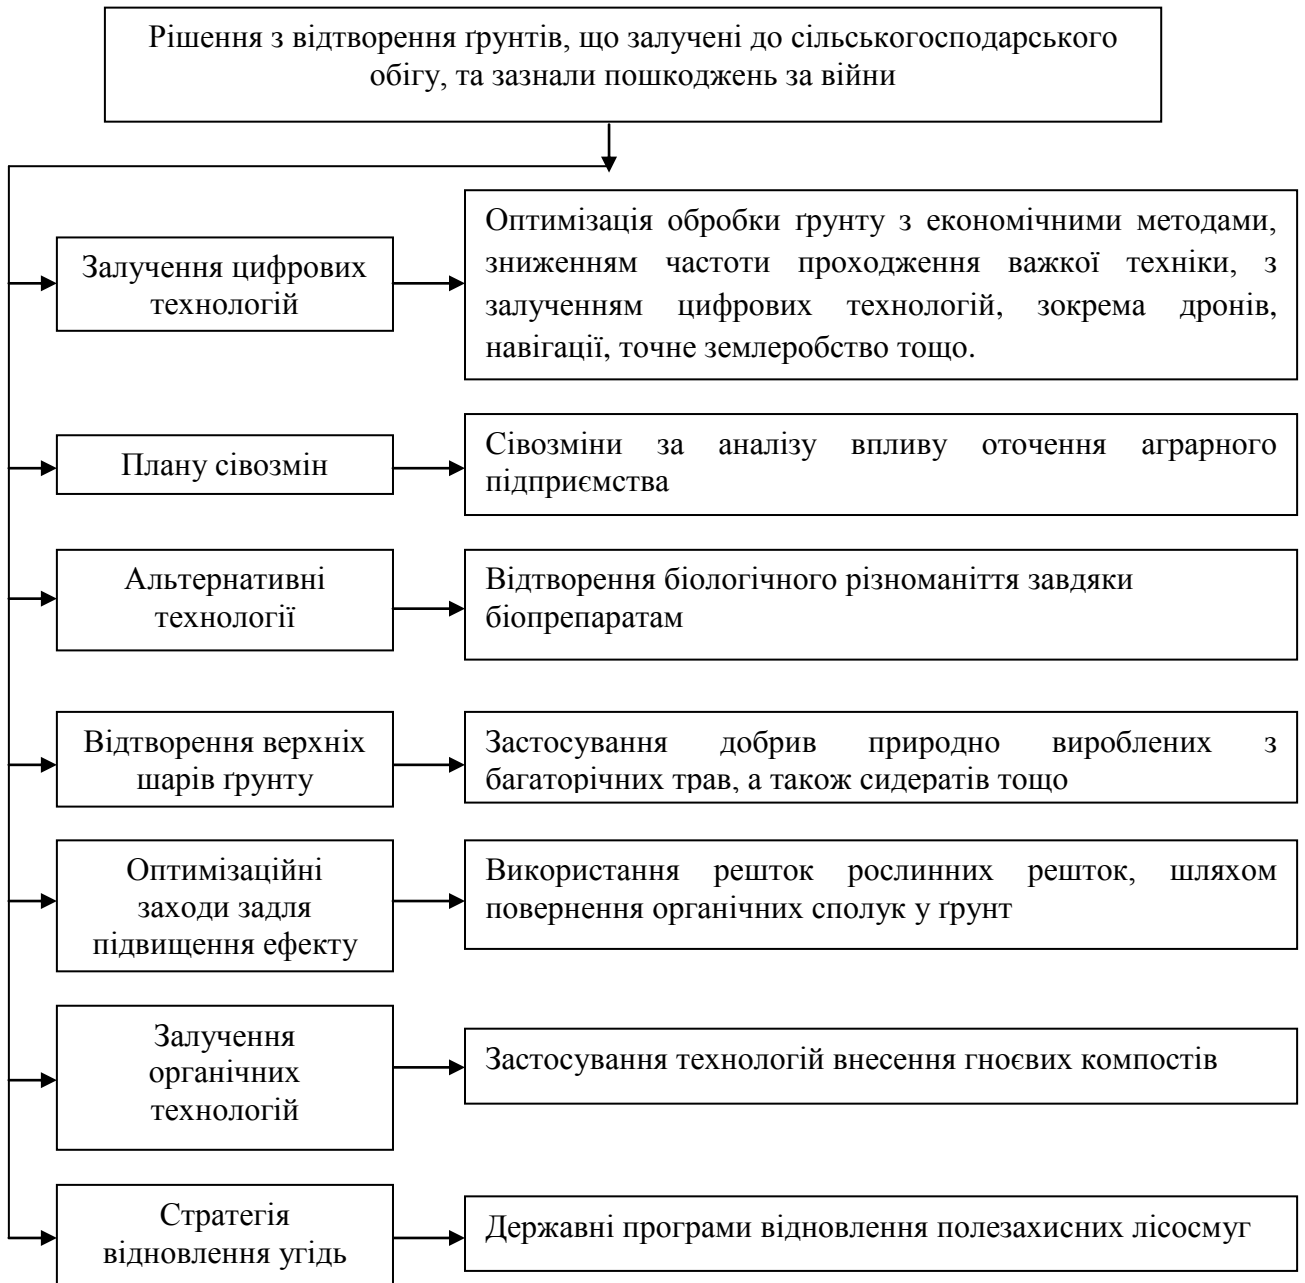 Рішення з відтворення ґрунтів, що залучені до сільськогосподарського
обігу, та зазнали пошкоджень за війни
Залучення цифрових
технологій
Оптимізація обробки ґрунту з економічними методами,
зниженням частоти проходження важкої техніки, з
залученням цифрових технологій, зокрема дронів,
навігації, точне землеробство тощо.
Плану сівозмін
Сівозміни за аналізу впливу оточення аграрного
підприємства
Альтернативні
технології
Відтворення біологічного різноманіття завдяки
біопрепаратам
Відтворення верхніх
шарів ґрунту
Застосування добрив природно вироблених з
багаторічних трав, а також сидератів тощо
Оптимізаційні
заходи задля
підвищення ефекту
Використання решток рослинних решток, шляхом
повернення органічних сполук у ґрунт
Залучення
органічних
технологій
Застосування технологій внесення гноєвих компостів
Стратегія
відновлення угідь
Державні програми відновлення полезахисних лісосмуг